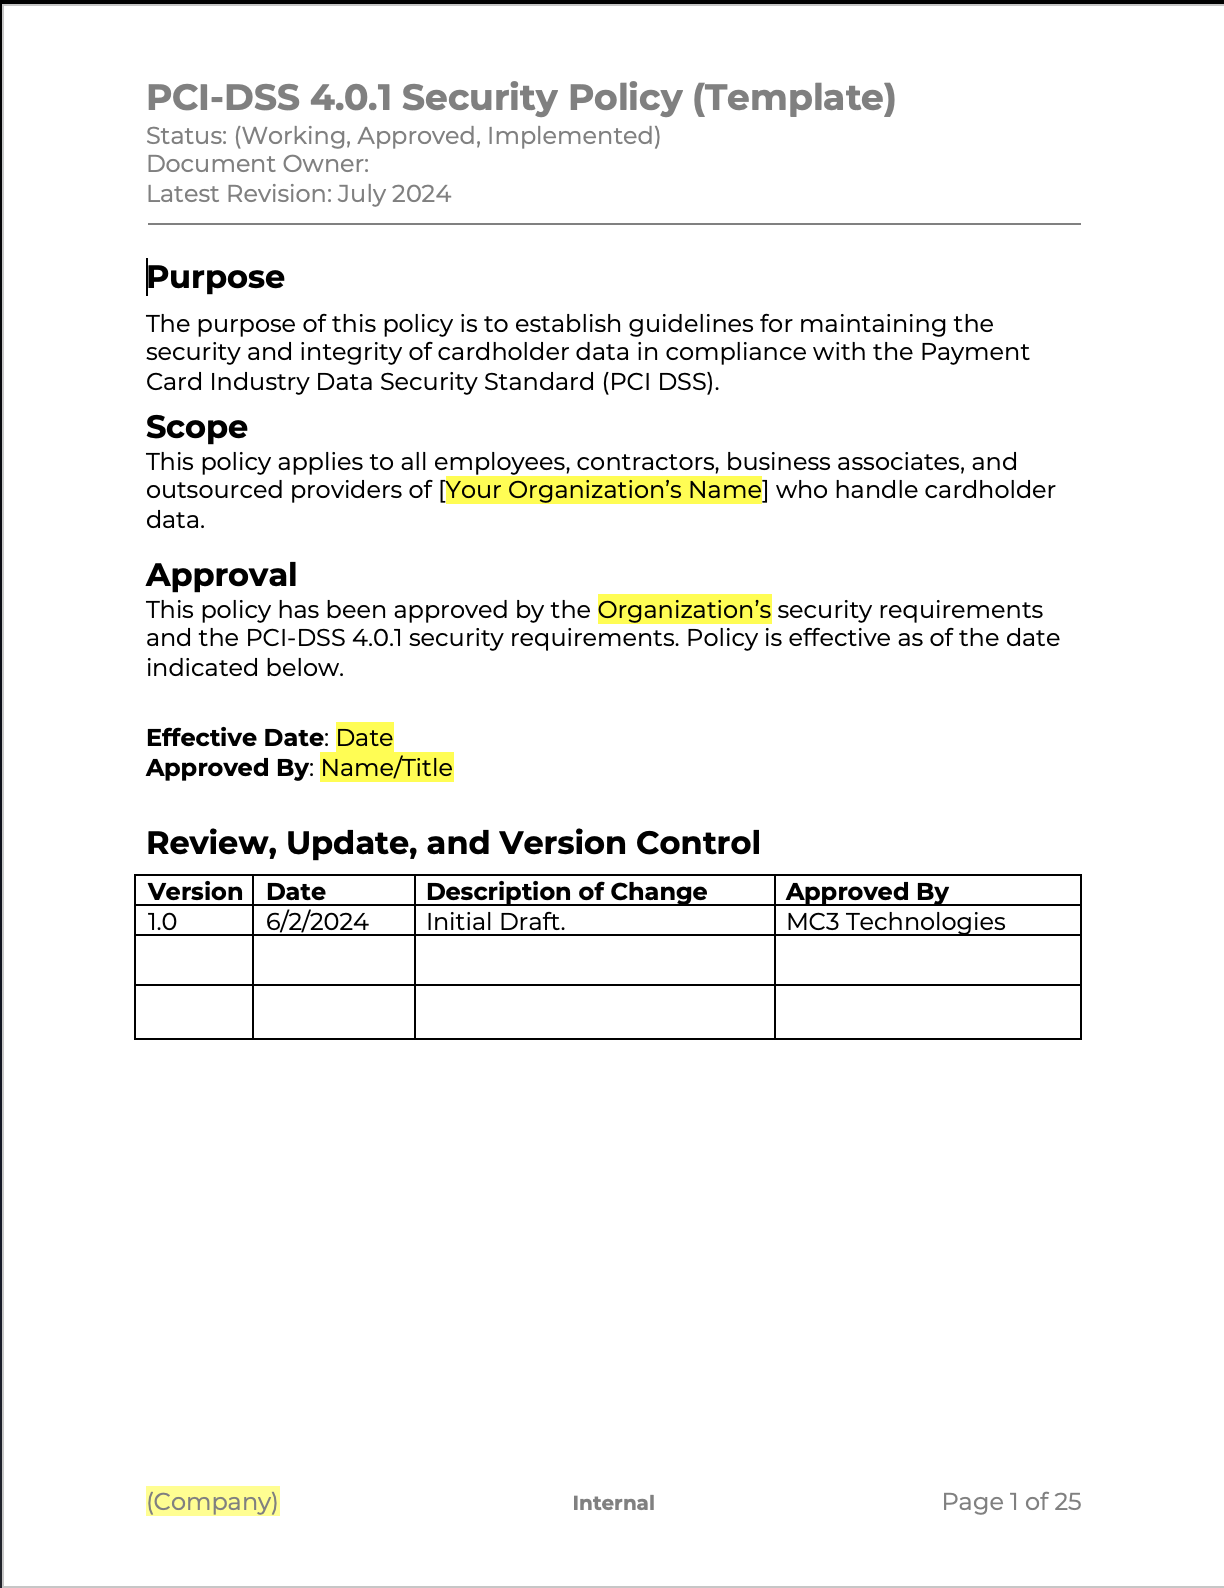 PCI-DSS 4.0.1 Security Policy (Template)
Status: (Working, Approved, Implemented)
Document Owner:
Latest Revision: July 2024
Purpose
The purpose of this policy is to establish guidelines for maintaining the
security and integrity of cardholder data in compliance with the Payment
Card Industry Data Security Standard (PCI DSS).
Scope
This policy applies to all employees, contractors, business associates, and
outsourced providers of [Your Organization’s Name] who handle cardholder
data.
Approval
This policy has been approved by the Organization’s security requirements
and the PCI-DSS 4.0.1 security requirements. Policy is effective as of the date
indicated below.
Effective Date: Date
Approved By: Name/Title
Review, Update, and Version Control
Version Date Description of Change Approved By
1.0 6/2/2024 Initial Draft. MC3 Technologies
(Company) Internal Page 1 of 25